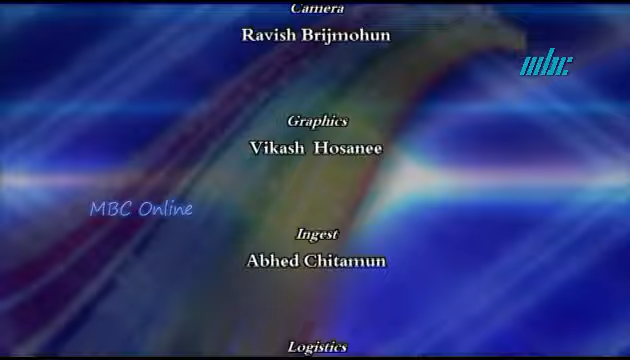 Camera
Ravish Brijmohun
mbc
Graphics
Vikash Hosanee
MBC Online
Ingest
Abhed Chitamun
Logistics